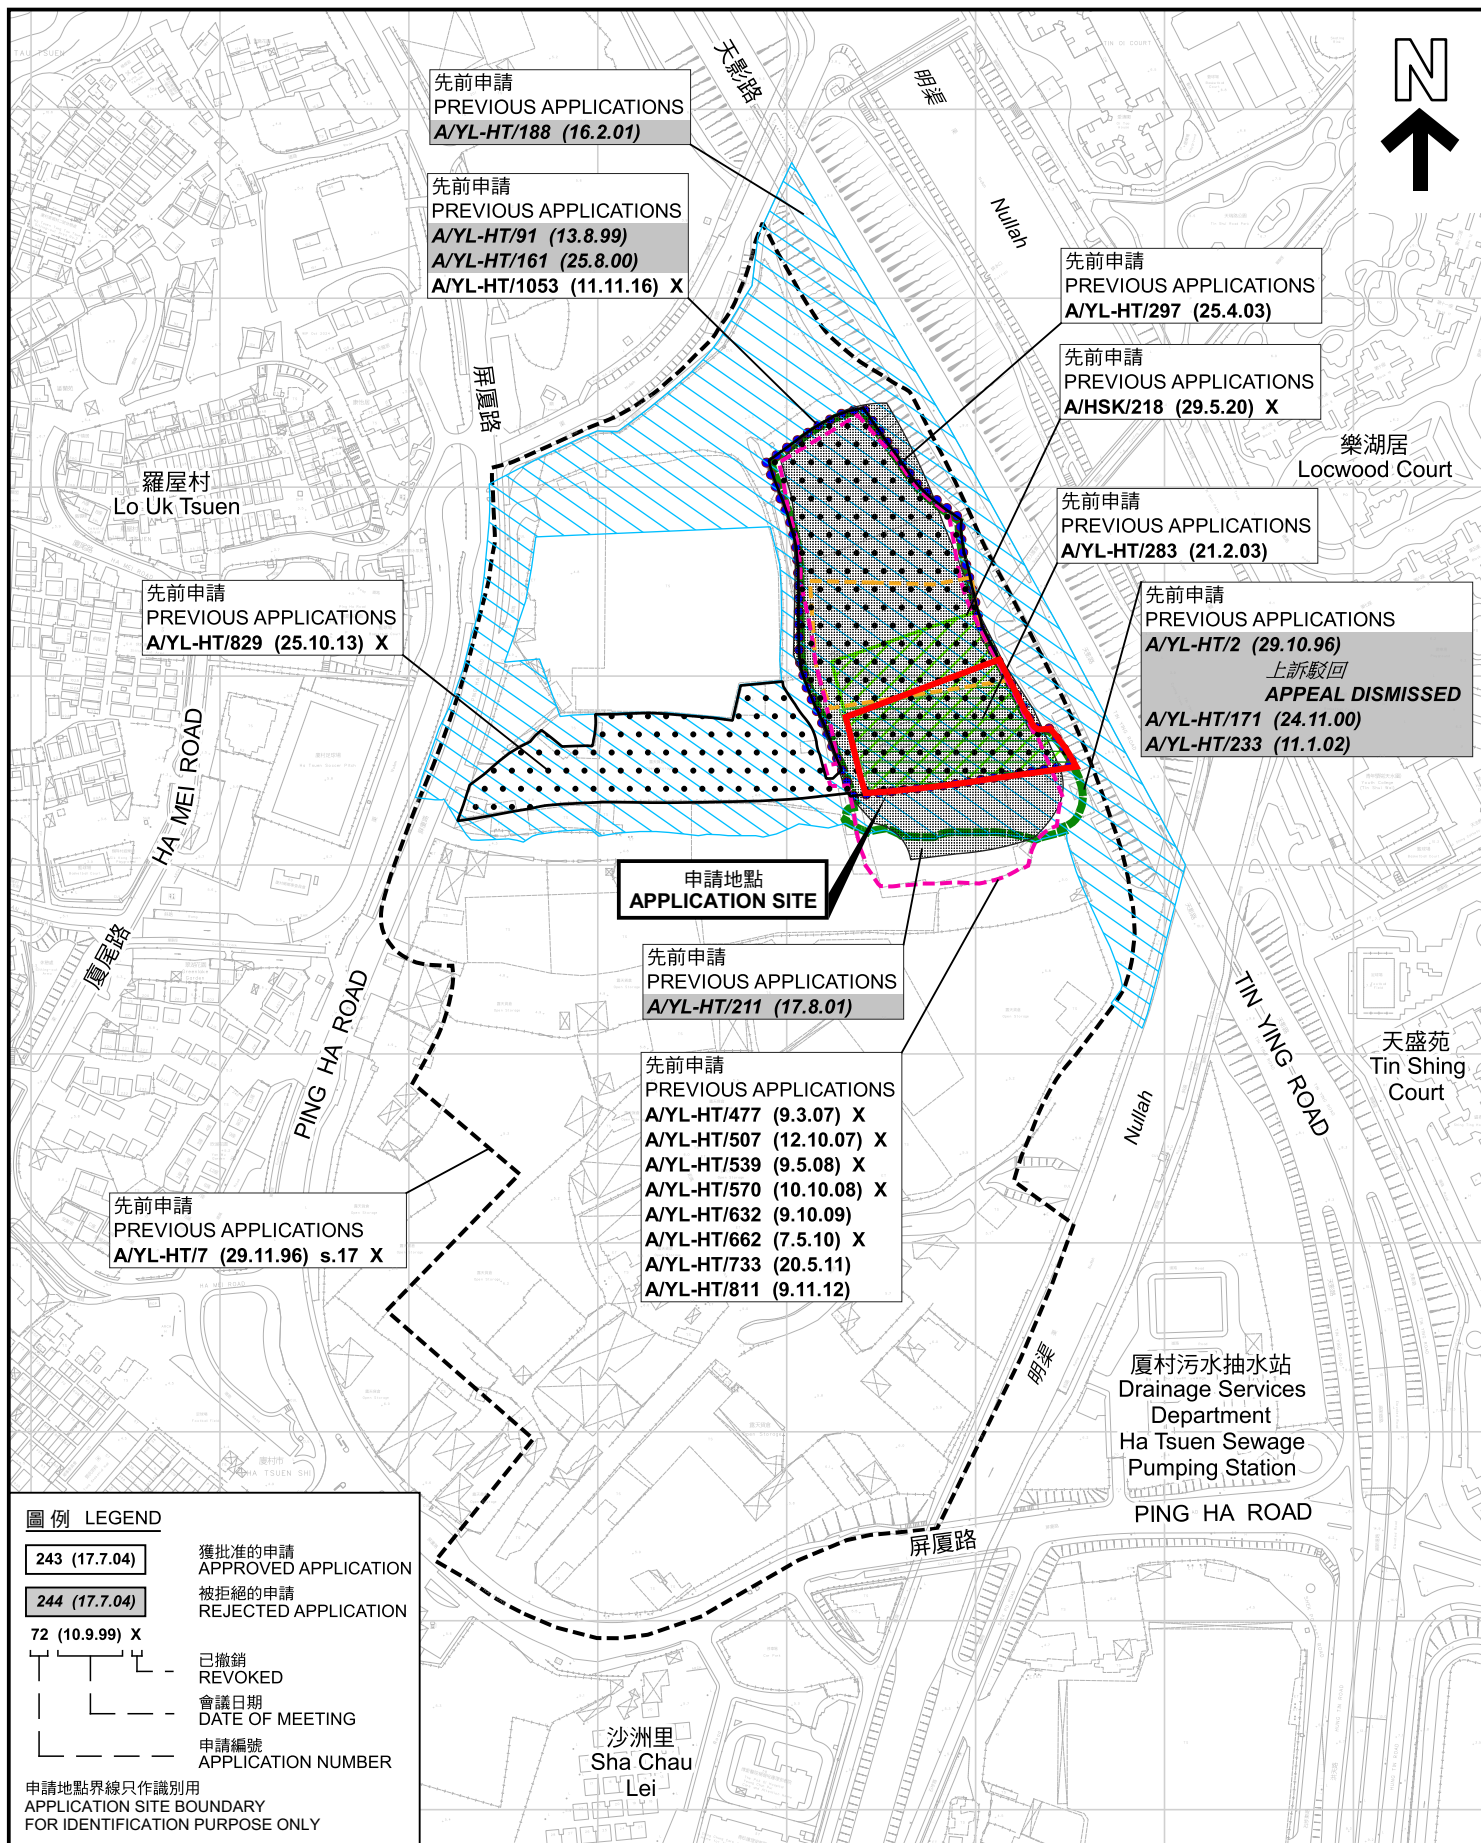 先前申請
PREVIOUS APPLICATIONS
A/YL-HT/188 (16.2.01)
先前申請
PREVIOUS APPLICATIONS
A/YL-HT/91 (13.8.99)
A/YL-HT/161 (25.8.00)
A/YL-HT/1053 (11.11.16) X
天影路
明渠
Nullah
N
先前申請
PREVIOUS APPLICATIONS
A/YL-HT/297 (25.4.03)
先前申請
PREVIOUS APPLICATIONS
A/HSK/218 (29.5.20) X
屏厦路
樂湖居
Locwood Court
羅屋村
Lo Uk Tsuen
先前申請
PREVIOUS APPLICATIONS
A/YL-HT/283 (21.2.03)
先前申請
PREVIOUS APPLICATIONS
A/YL-HT/829 (25.10.13) X
先前申請
PREVIOUS APPLICATIONS
A/YL-HT/2 (29.10.96)
上訴駁回
APPEAL DISMISSED
A/YL-HT/171 (24.11.00)
A/YL-HT/233 (11.1.02)
HA MEI ROAD
廈尾路
申請地點
APPLICATION SITE
PING HA ROAD
先前申請
PREVIOUS APPLICATIONS
A/YL-HT/211 (17.8.01)
TIN YING ROAD
天盛苑
Tin Shing
Court
Nullah
先前申請
PREVIOUS APPLICATIONS
A/YL-HT/477 (9.3.07) X
A/YL-HT/507 (12.10.07) X
A/YL-HT/539 (9.5.08) X
A/YL-HT/570 (10.10.08) X
A/YL-HT/632 (9.10.09)
A/YL-HT/662 (7.5.10) X
A/YL-HT/733 (20.5.11)
A/YL-HT/811 (9.11.12)
先前申請
PREVIOUS APPLICATIONS
A/YL-HT/7 (29.11.96) s.17 X
HA MEI ROAD
明渠
厦村污水抽水站
Drainage Services
Department
Ha Tsuen Sewage
Pumping Station
PING HA ROAD
屏厦路
廈村市
HA TSUEN SHI
沙洲里
Sha Chau
Lei
圖例 LEGEND
243 (17.7.04)
獲批准的申請
APPROVED APPLICATION
244 (17.7.04)
被拒絕的申請
REJECTED APPLICATION
72 (10.9.99) X
已撤銷
REVOKED
會議日期
DATE OF MEETING
申請編號
APPLICATION NUMBER
申請地點界線只作識別用
APPLICATION SITE BOUNDARY
FOR IDENTIFICATION PURPOSE ONLY